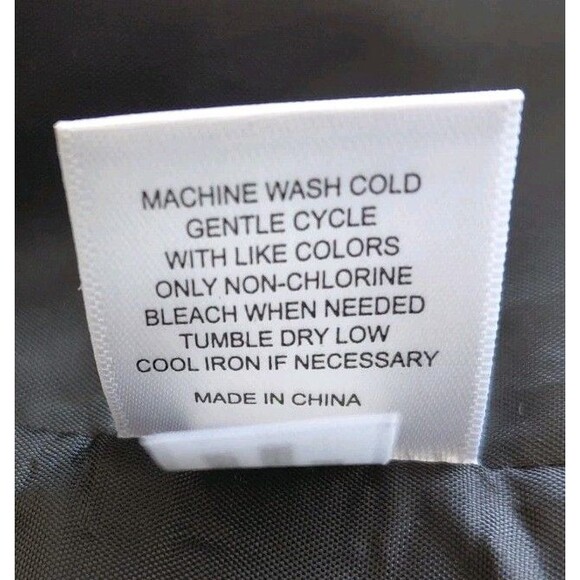 MACHINE WASH COLD
GENTLE CYCLE
WITH LIKE COLORS
ONLY NON-CHLORINE
BLEACH WHEN NEEDED
TUMBLE DRY LOW
COOL IRON IF NECESSARY
MADE IN CHINA